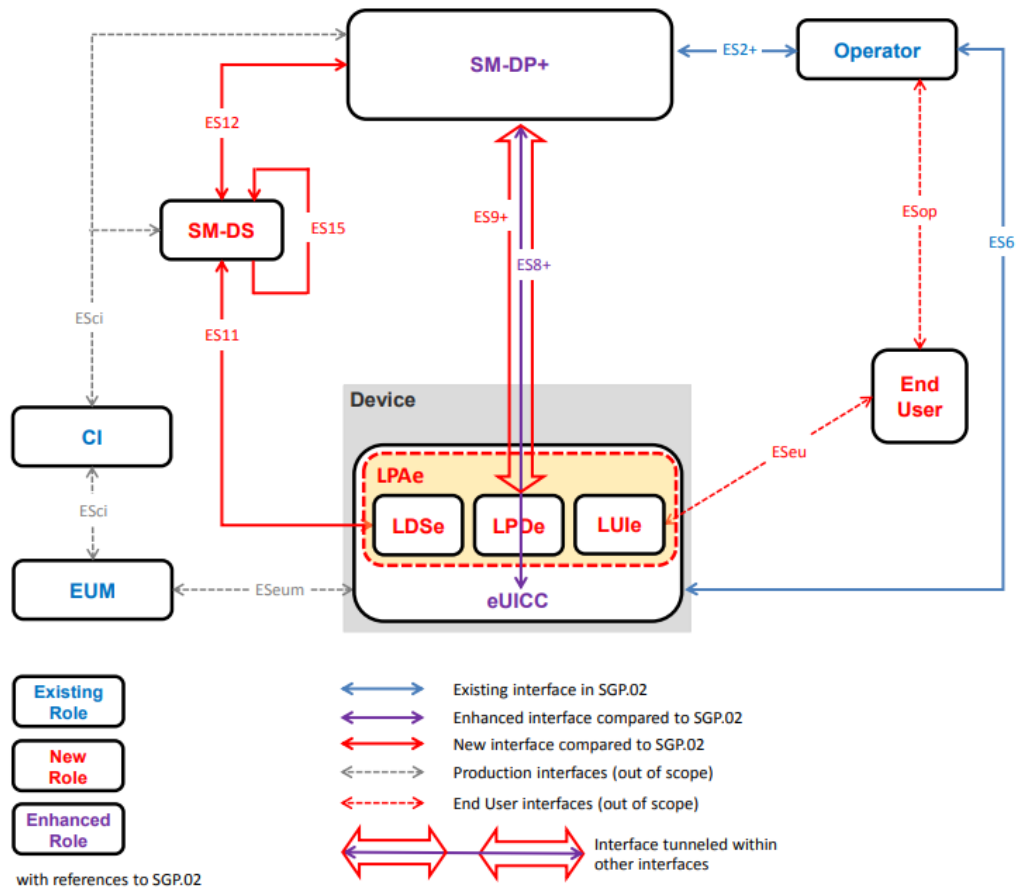 SM-DP+
ES2+
Operator
ES12
SM-DS
ES15
ES9+
ES8+
ESop
ES6
ESci
ES11
End
User
Device
CI
ESeu
LPAe
ESci
LDSe
LPDe
LUIe
EUM
ESeum
eUICC
Existing
Role
New
Role
Enhanced
Role
with references to SGP.02
Existing interface in SGP.02
Enhanced interface compared to SGP.02
New interface compared to SGP.02
Production interfaces (out of scope)
End User interfaces (out of scope)
Interface tunneled within
other interfaces